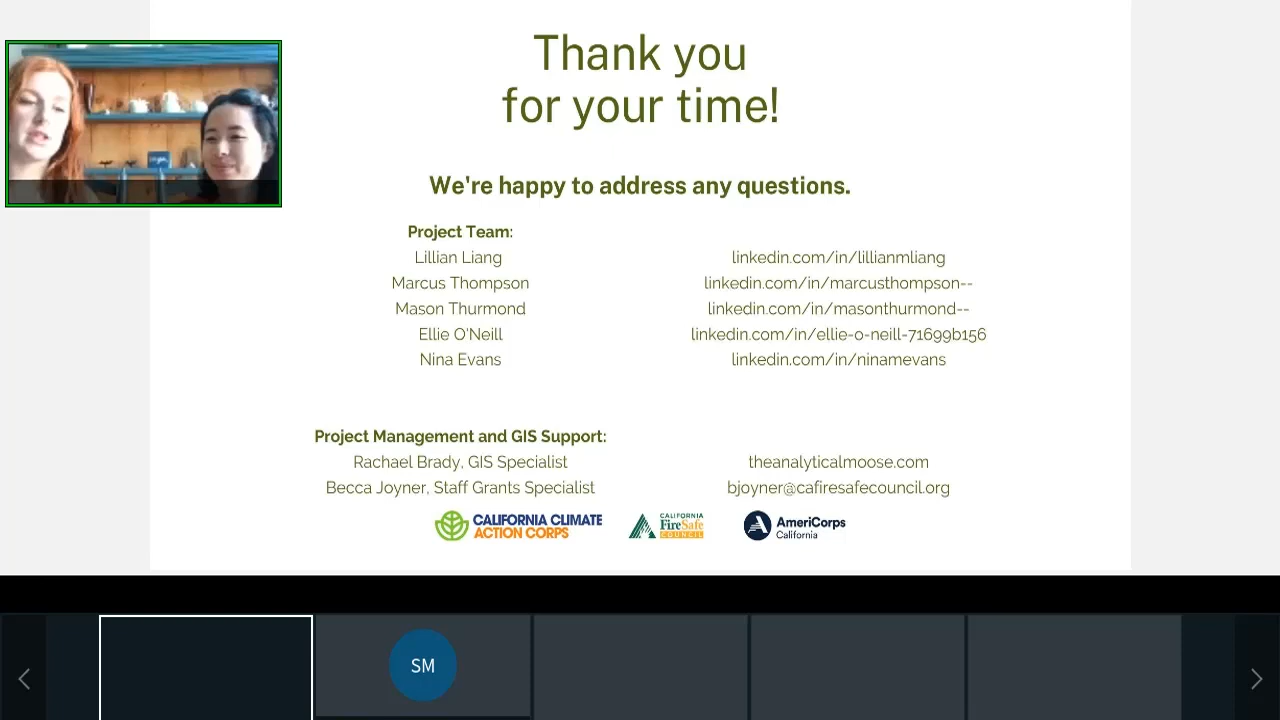 Thank you
for your time!
We're happy to address any questions.
Project Team:
Lillian Liang linkedin.com/in/lillianmliang
Marcus Thompson linkedin.com/in/marcusthompson--
Mason Thurmond linkedin.com/in/masonthurmond--
Ellie O'Neill linkedin.com/in/ellie-o-neill-71699b156
Nina Evans linkedin.com/in/ninamevans
Project Management and GIS Support:
Rachael Brady, GIS Specialist theanalyticalmoose.com
Becca Joyner, Staff Grants Specialist bjoyner@cafiresafecouncil.org
CALIFORNIA CLIMATE
ACTION CORPS
CALIFORNIA
FireSafe
COUNCIL
AmeriCorps
California
SM